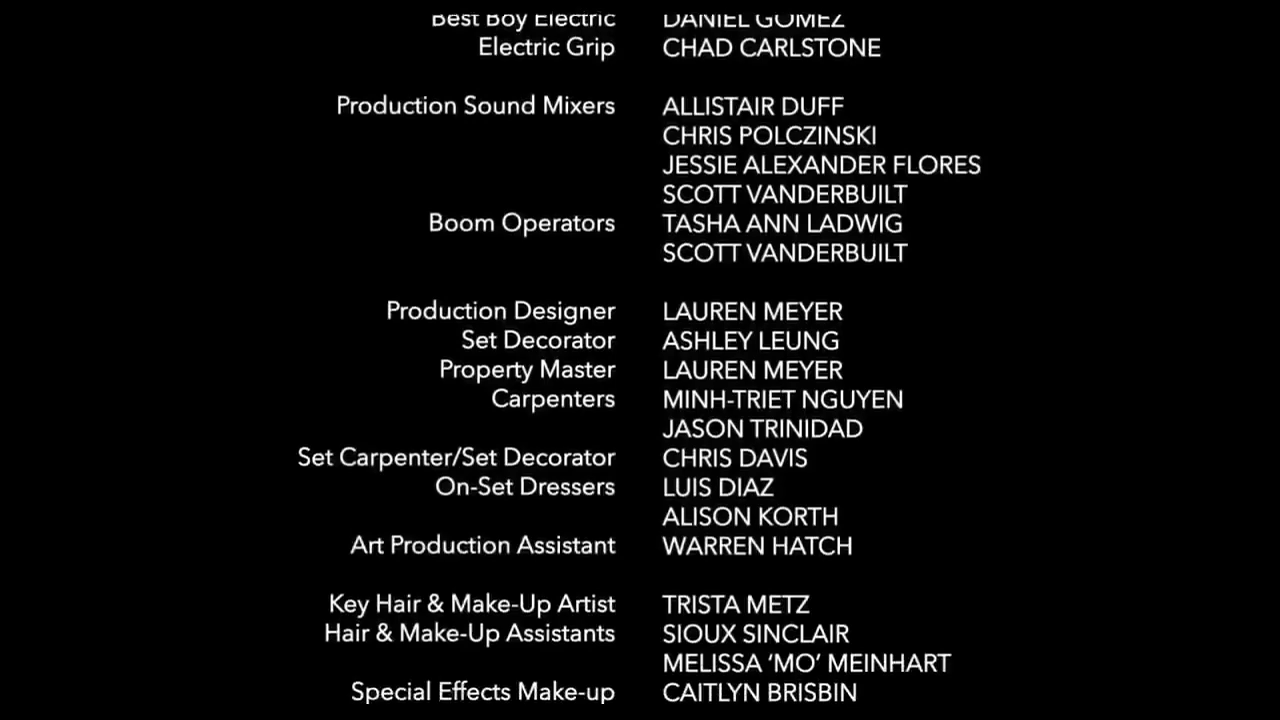 Best Boy Electric DANIEL GOMEZ
Electric Grip CHAD CARLSTONE
Production Sound Mixers ALLISTAIR DUFF
CHRIS POLCZINSKI
JESSIE ALEXANDER FLORES
SCOTT VANDERBUILT
Boom Operators TASHA ANN LADWIG
SCOTT VANDERBUILT
Production Designer LAUREN MEYER
Set Decorator ASHLEY LEUNG
Property Master LAUREN MEYER
Carpenters MINH-TRIET NGUYEN
JASON TRINIDAD
Set Carpenter/Set Decorator CHRIS DAVIS
On-Set Dressers LUIS DIAZ
ALISON KORTH
Art Production Assistant WARREN HATCH
Key Hair & Make-Up Artist TRISTA METZ
Hair & Make-Up Assistants SIOUX SINCLAIR
MELISSA ‘MO’ MEINHART
Special Effects Make-up CAITLYN BRISBIN